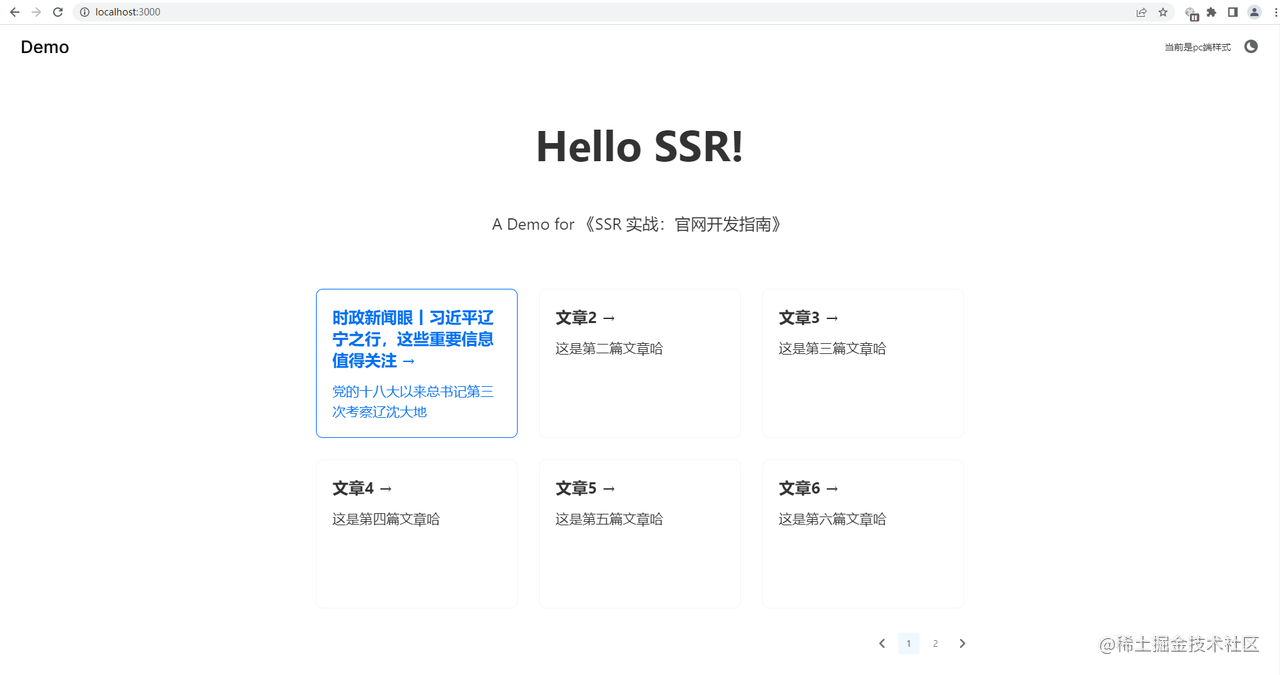 localhost:3000
Demo
当前是pc端样式
Hello SSR!
A Demo for 《SSR 实战：官网开发指南》
时政新闻眼丨习近平辽
宁之行，这些重要信息
值得关注 →
党的十八大以来总书记第三
次考察辽沈大地
文章2 →
这是第二篇文章哈
文章3 →
这是第三篇文章哈
文章4 →
这是第四篇文章哈
文章5 →
这是第五篇文章哈
文章6 →
这是第六篇文章哈
1 2
@稀土掘金技术社区